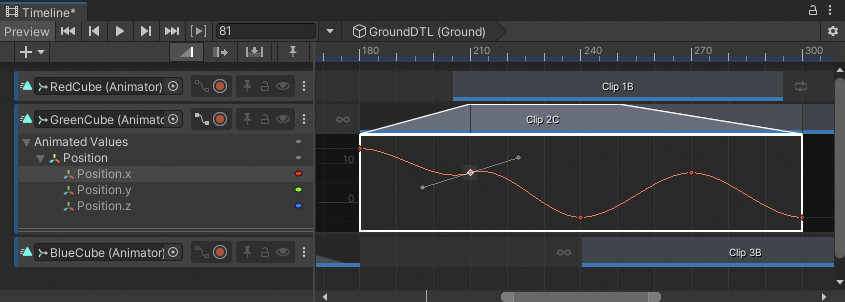 Timeline*
Preview 81 GroundDTL (Ground)
180 210 240 270 300
RedCube (Animator) Clip 1B
GreenCube (Animato Clip 2C
Animated Values
Position 10
Position.x
Position.y 0
Position.z
BlueCube (Animator) Clip 3B